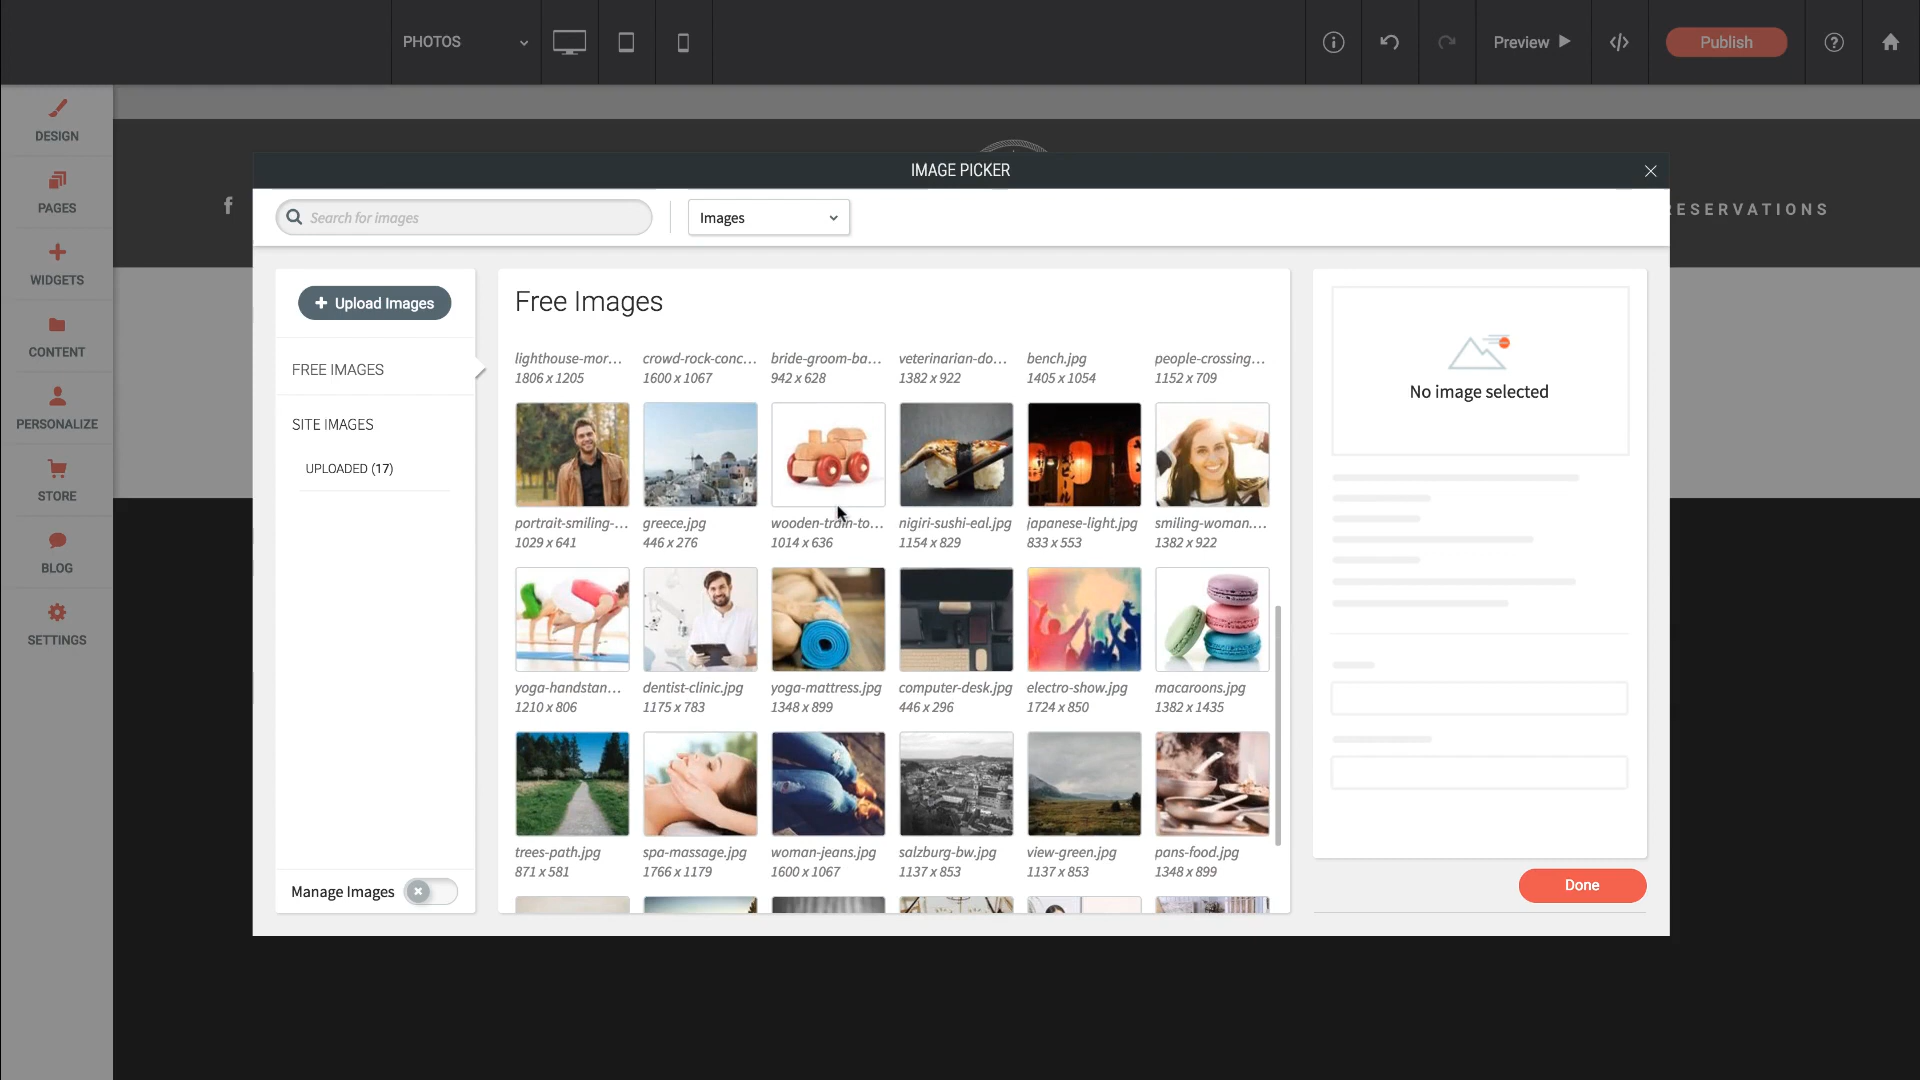 PHOTOS
Preview
</>
Publish
DESIGN
PAGES
WIDGETS
CONTENT
PERSONALIZE
STORE
BLOG
SETTINGS
f
RESERVATIONS
IMAGE PICKER
Search for images
Images
+ Upload Images
FREE IMAGES
SITE IMAGES
UPLOADED (17)
Manage Images
Free Images
lighthouse-mor... crowd-rock-conc... bride-groom-ba... veterinarian-do... bench.jpg people-crossing...
1806 x 1205 1600 x 1067 942 x 628 1382 x 922 1405 x 1054 1152 x 709
portrait-smiling-... greece.jpg wooden-train-to... nigiri-sushi-eal.jpg japanese-light.jpg smiling-woman....
1029 x 641 446 x 276 1014 x 636 1154 x 829 833 x 553 1382 x 922
yoga-handstan... dentist-clinic.jpg yoga-mattress.jpg computer-desk.jpg electro-show.jpg macaroons.jpg
1210 x 806 1175 x 783 1348 x 899 446 x 296 1724 x 850 1382 x 1435
trees-path.jpg spa-massage.jpg woman-jeans.jpg salzburg-bw.jpg view-green.jpg pans-food.jpg
871 x 581 1766 x 1179 1600 x 1067 1137 x 853 1137 x 853 1348 x 899
No image selected
Done